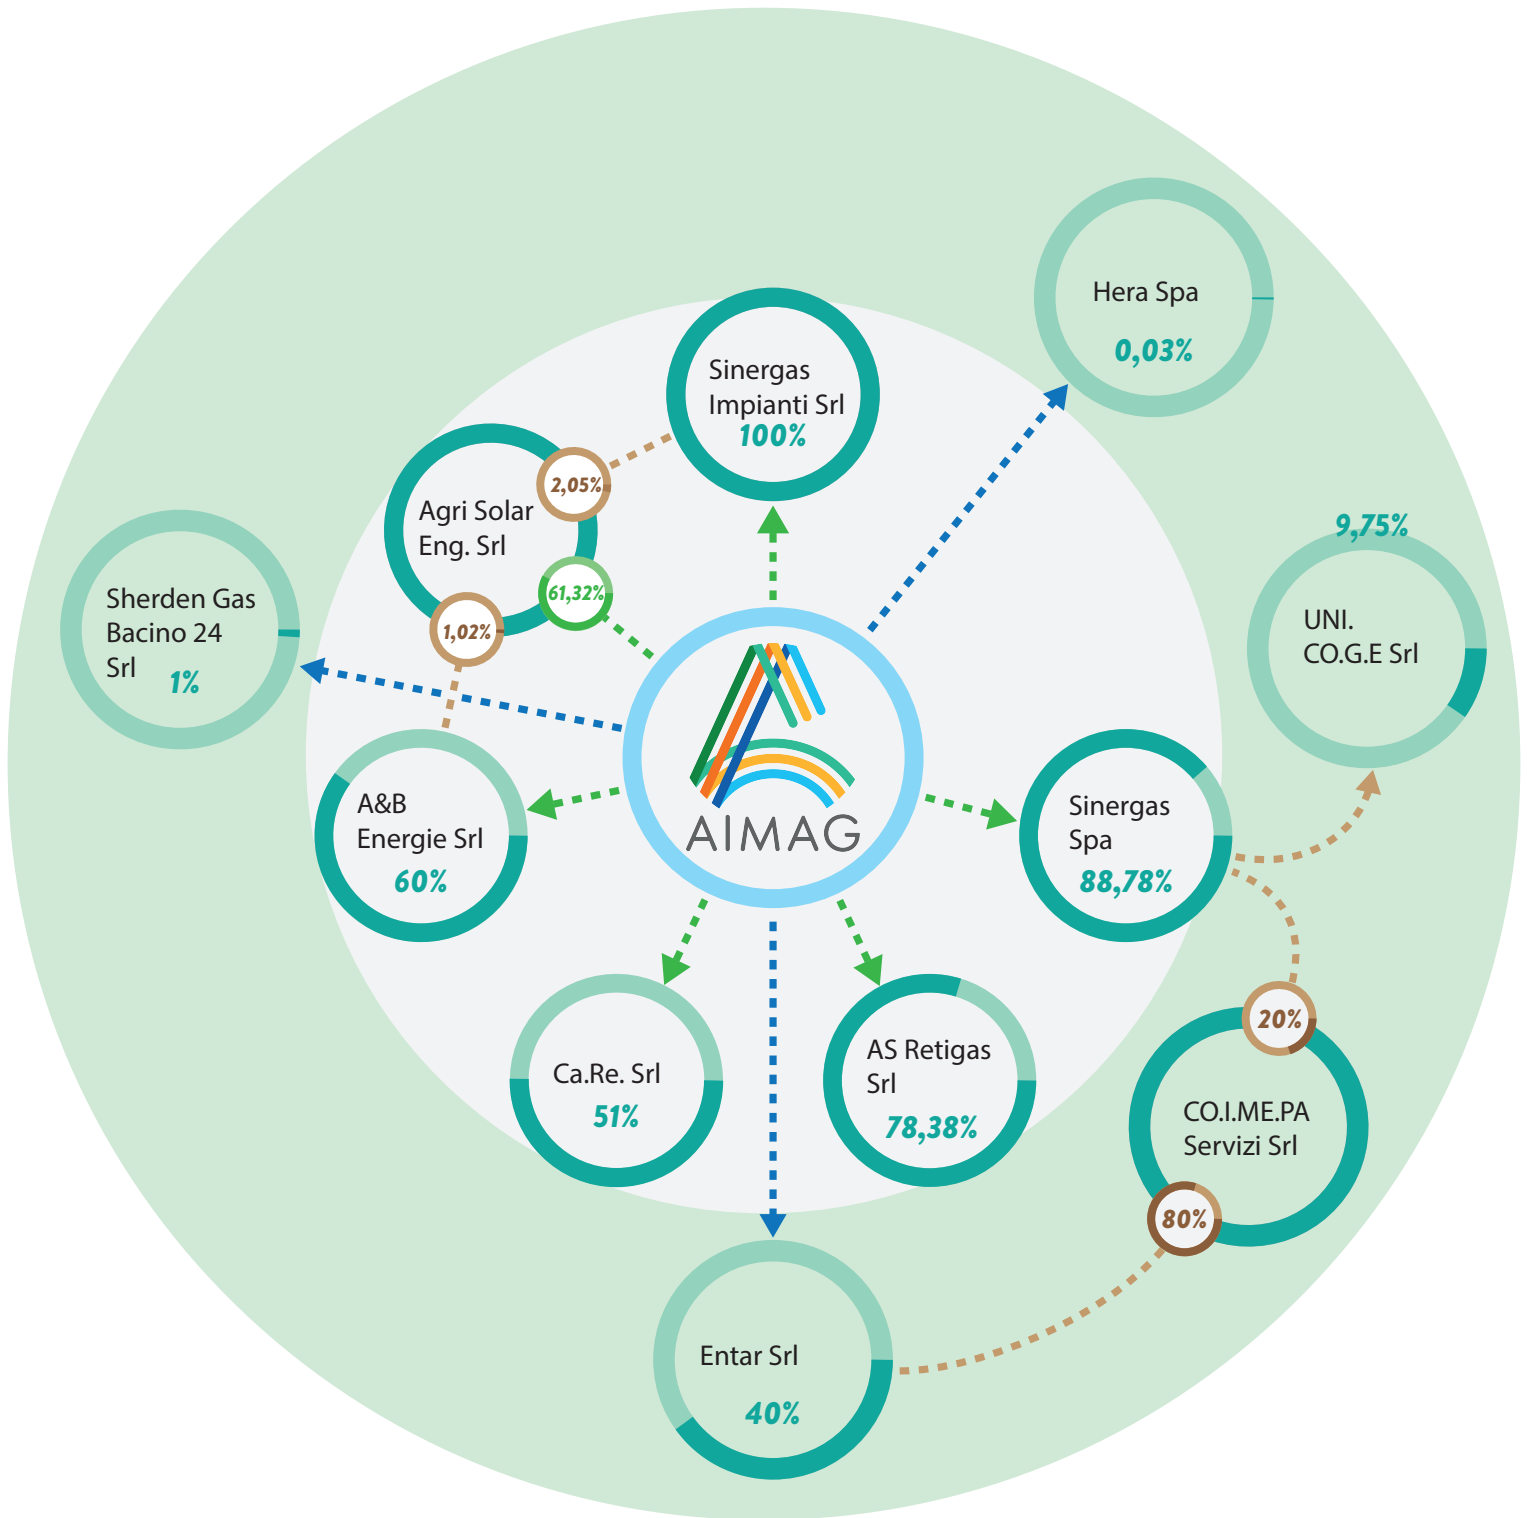 Hera Spa
0,03%
Sinergas
Impianti Srl
100%
2,05%
Agri Solar
Eng. Srl
61,32%
1,02%
9,75%
UNI.
CO.G.E Srl
Sherden Gas
Bacino 24
Srl
1%
AIMAG
A&B
Energie Srl
60%
Sinergas
Spa
88,78%
Ca.Re. Srl
51%
AS Retigas
Srl
78,38%
20%
CO.I.ME.PA
Servizi Srl
80%
Entar Srl
40%